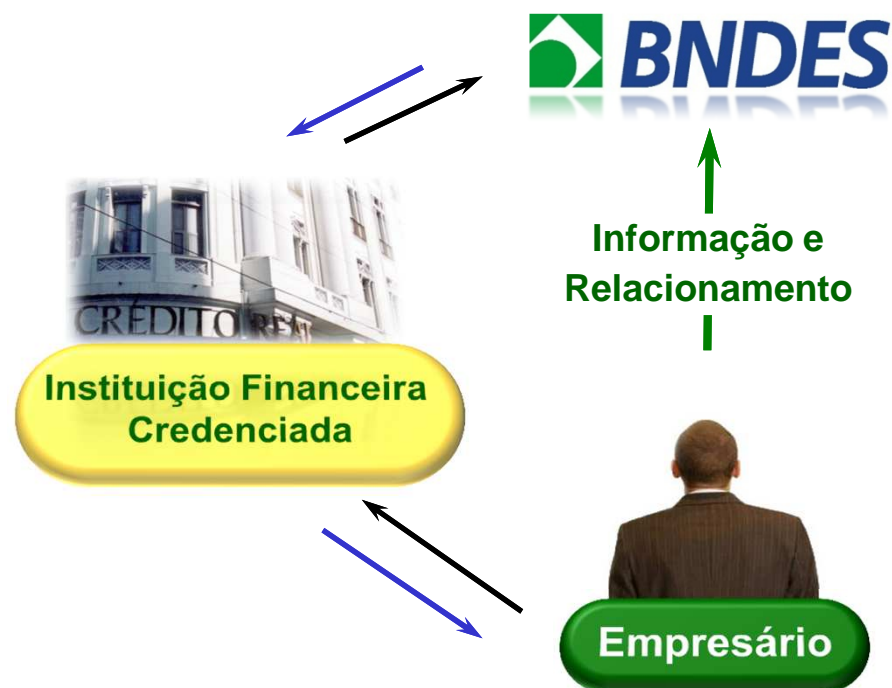 BNDES
Informação e
Relacionamento
CRÉDITO
Instituição Financeira
Credenciada
Empresário